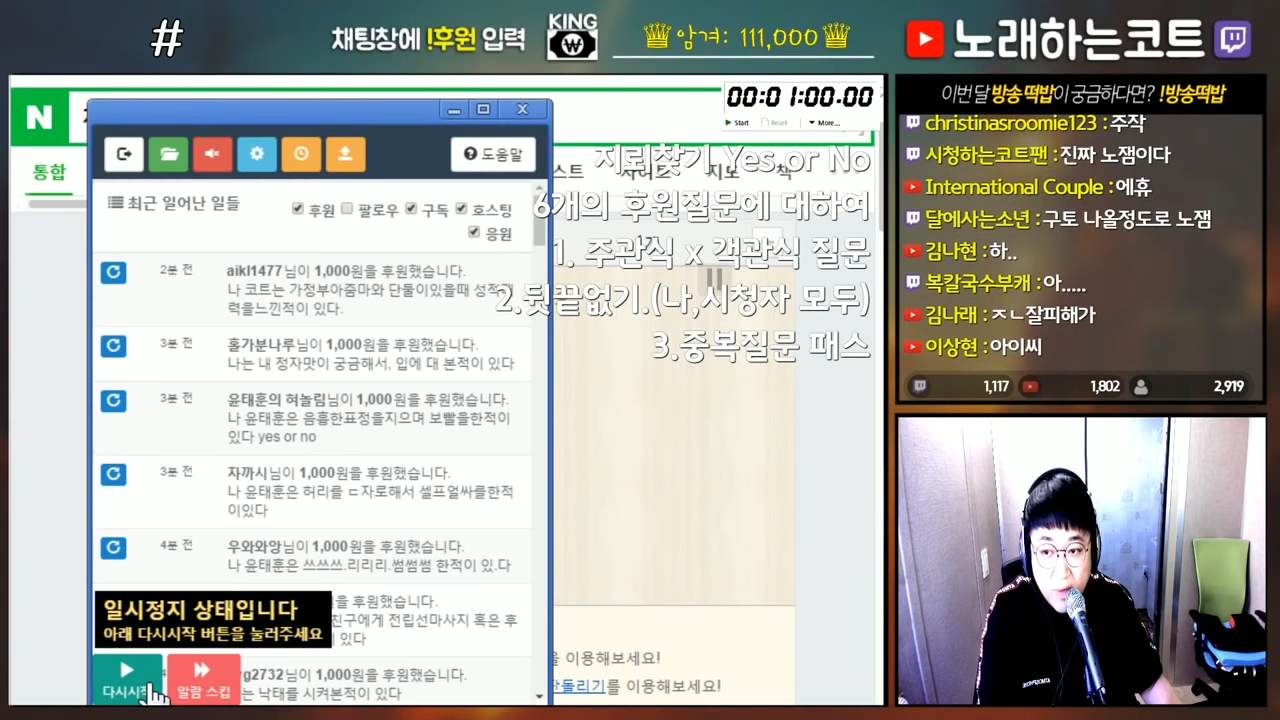 #
채팅창에 !후원 입력
KING
₩
암겨: 111,000
노래하는코트
이번달 방송떡밥이 궁금하다면? !방송떡밥
christinasroomie123 : 주작
시청하는코트팬 : 진짜 노잼이다
International Couple : 에휴
달에사는소년 : 구토 나올정도로 노잼
김나현 : 하..
복칼국수부캐 : 아.....
김나래 : ㅈㄴ잘피해가
이상현 : 아이씨
1,117
1,802
2,919
N
통합
00:01:00.00
Start
Reset
More...
도움말
지뢰찾기 Yes or No
6개의 후원질문에 대하여
1. 주관식 x 객관식 질문
2.뒷끝없기.(나,시청자 모두)
3.중복질문 패스
최근 일어난 일들
후원
팔로우
구독
호스팅
응원
2분 전
aikl1477님이 1,000원을 후원했습니다.
나 코트는 가정부아줌마와 단둘이있을때 성적
력을느낀적이 있다.
3분 전
홀가분나루님이 1,000원을 후원했습니다.
나는 내 정자맛이 궁금해서, 입에 대 본적이 있다
3분 전
윤태훈의 혀놀림님이 1,000원을 후원했습니다.
나 윤태훈은 음흉한표정을지으며 보빨을한적이
있다 yes or no
3분 전
자까시님이 1,000원을 후원했습니다.
나 윤태훈은 허리를 ㄷ자로해서 셀프얼싸를한적
이있다
4분 전
우와와앙님이 1,000원을 후원했습니다.
나 윤태훈은 쓰쓰쓰.리리리.썸썸썸 한적이 있.다
을 후원했습니다.
친구에게 전립선마사지 혹은 후
있다
일시정지 상태입니다
아래 다시시작 버튼을 눌러주세요
g2732님이 1,000원을 후원했습니다.
는 낙태를 시켜본적이 있다
다시시작
알람 스킵
을 이용해보세요!
돌리기를 이용해보세요!